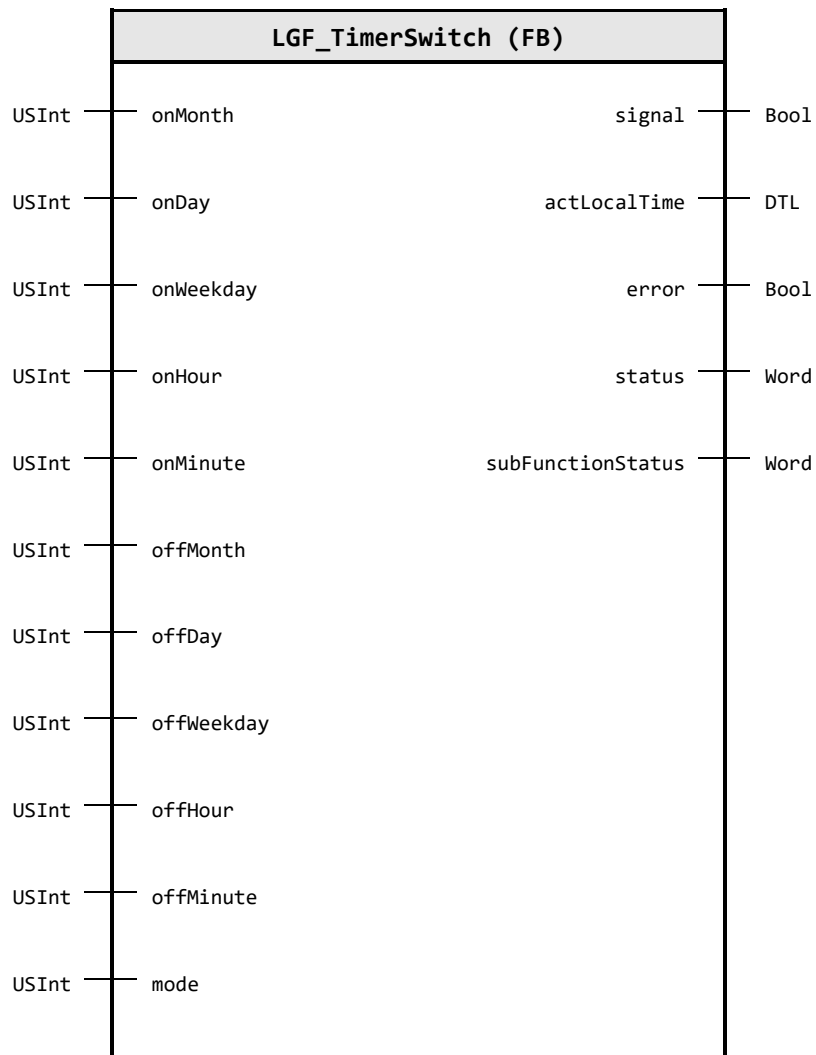 LGF_TimerSwitch (FB)
USInt onMonth signal Bool
USInt onDay actLocalTime DTL
USInt onWeekday error Bool
USInt onHour status Word
USInt onMinute subFunctionStatus Word
USInt offMonth
USInt offDay
USInt offWeekday
USInt offHour
USInt offMinute
USInt mode